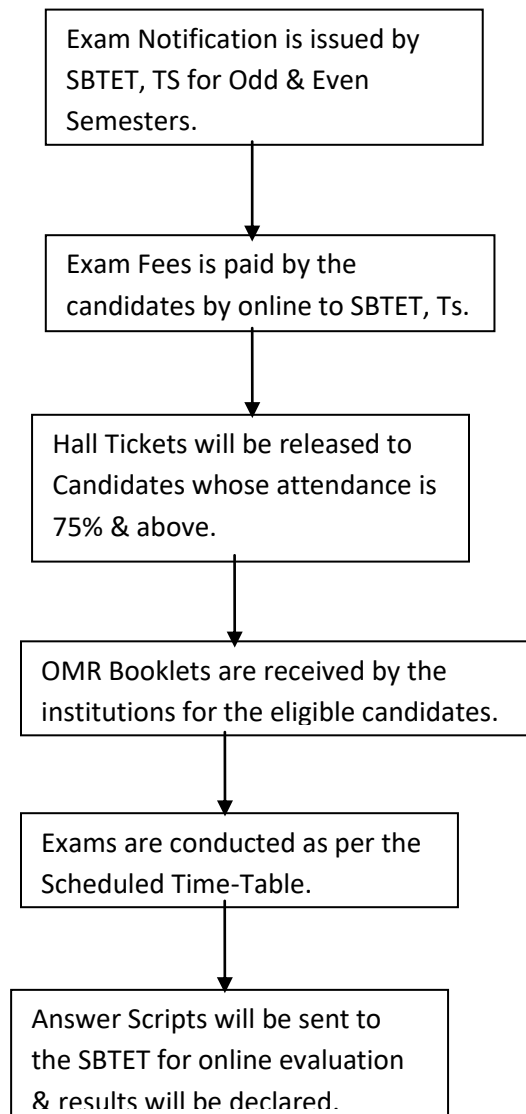 Exam Notification is issued by
SBTET, TS for Odd & Even
Semesters.
Exam Fees is paid by the
candidates by online to SBTET, Ts.
Hall Tickets will be released to
Candidates whose attendance is
75% & above.
OMR Booklets are received by the
institutions for the eligible candidates.
Exams are conducted as per the
Scheduled Time-Table.
Answer Scripts will be sent to
the SBTET for online evaluation
& results will be declared.